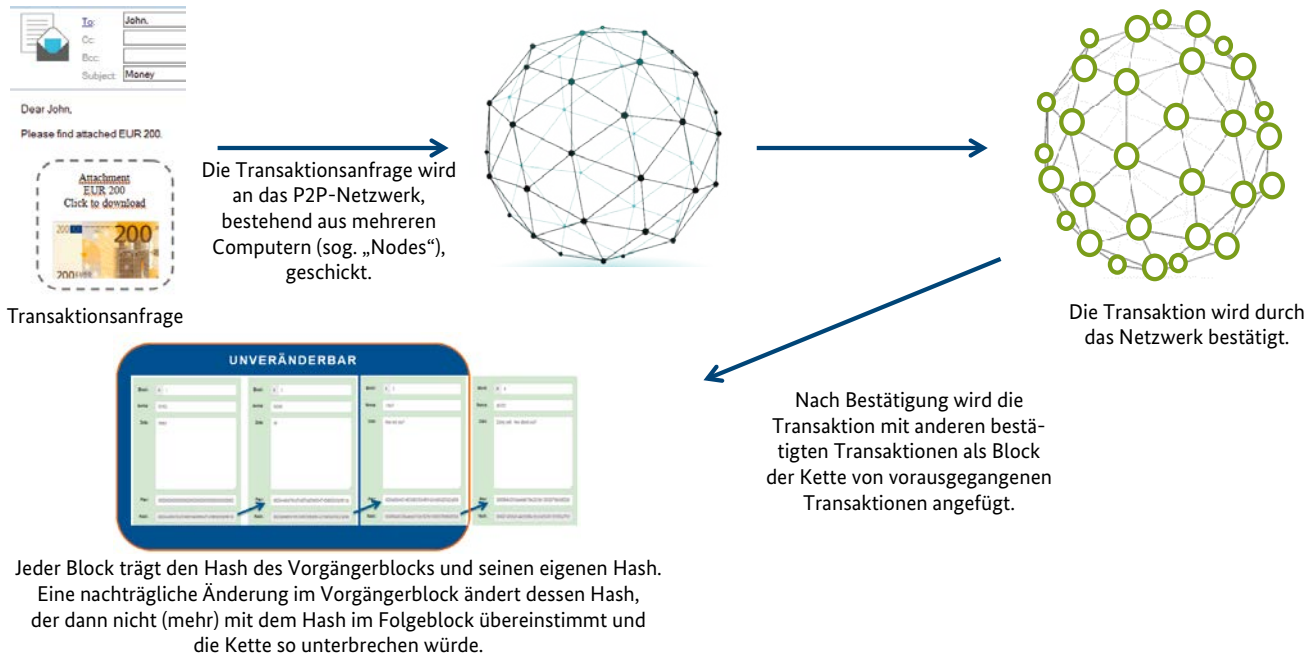 To: John,
Cc:
Bcc:
Subject: Money
Dear John,
Please find attached EUR 200.
Attachment
EUR 200
Click to download
200
200
200
Transaktionsanfrage
Die Transaktionsanfrage wird
an das P2P-Netzwerk,
bestehend aus mehreren
Computern (sog. „Nodes“),
geschickt.
Die Transaktion wird durch
das Netzwerk bestätigt.
Nach Bestätigung wird die
Transaktion mit anderen bestä-
tigten Transaktionen als Block
der Kette von vorausgegangenen
Transaktionen angefügt.
UNVERÄNDERBAR
Jeder Block trägt den Hash des Vorgängerblocks und seinen eigenen Hash.
Eine nachträgliche Änderung im Vorgängerblock ändert dessen Hash,
der dann nicht (mehr) mit dem Hash im Folgeblock übereinstimmt und
die Kette so unterbrechen würde.